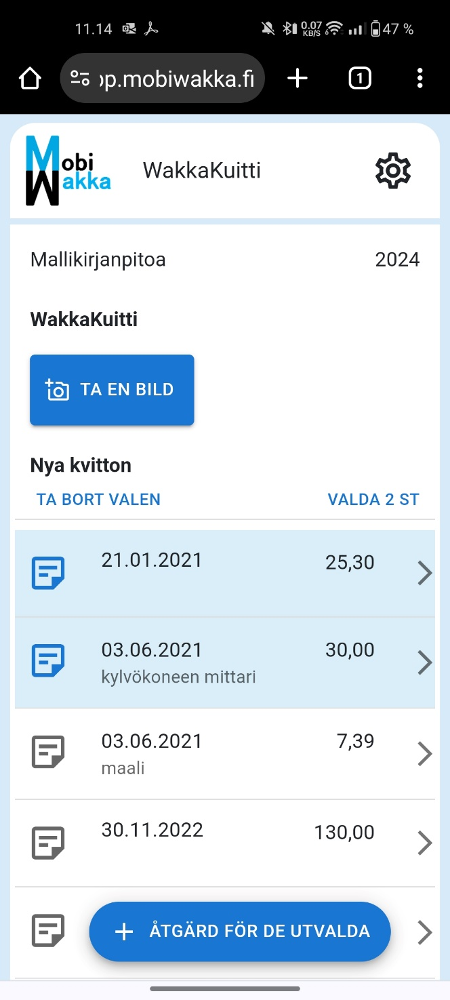 11.14 0.07 KB/S 47 %
op.mobiwakka.fi 1
Mobi Wakka WakkaKuitti
Mallikirjanpitoa 2024
WakkaKuitti
TA EN BILD
Nya kvitton
TA BORT VALEN VALDA 2 ST
21.01.2021 25,30
03.06.2021 30,00
kylvökoneen mittari
03.06.2021 7,39
maali
30.11.2022 130,00
+ ÅTGÄRD FÖR DE UTVALDA